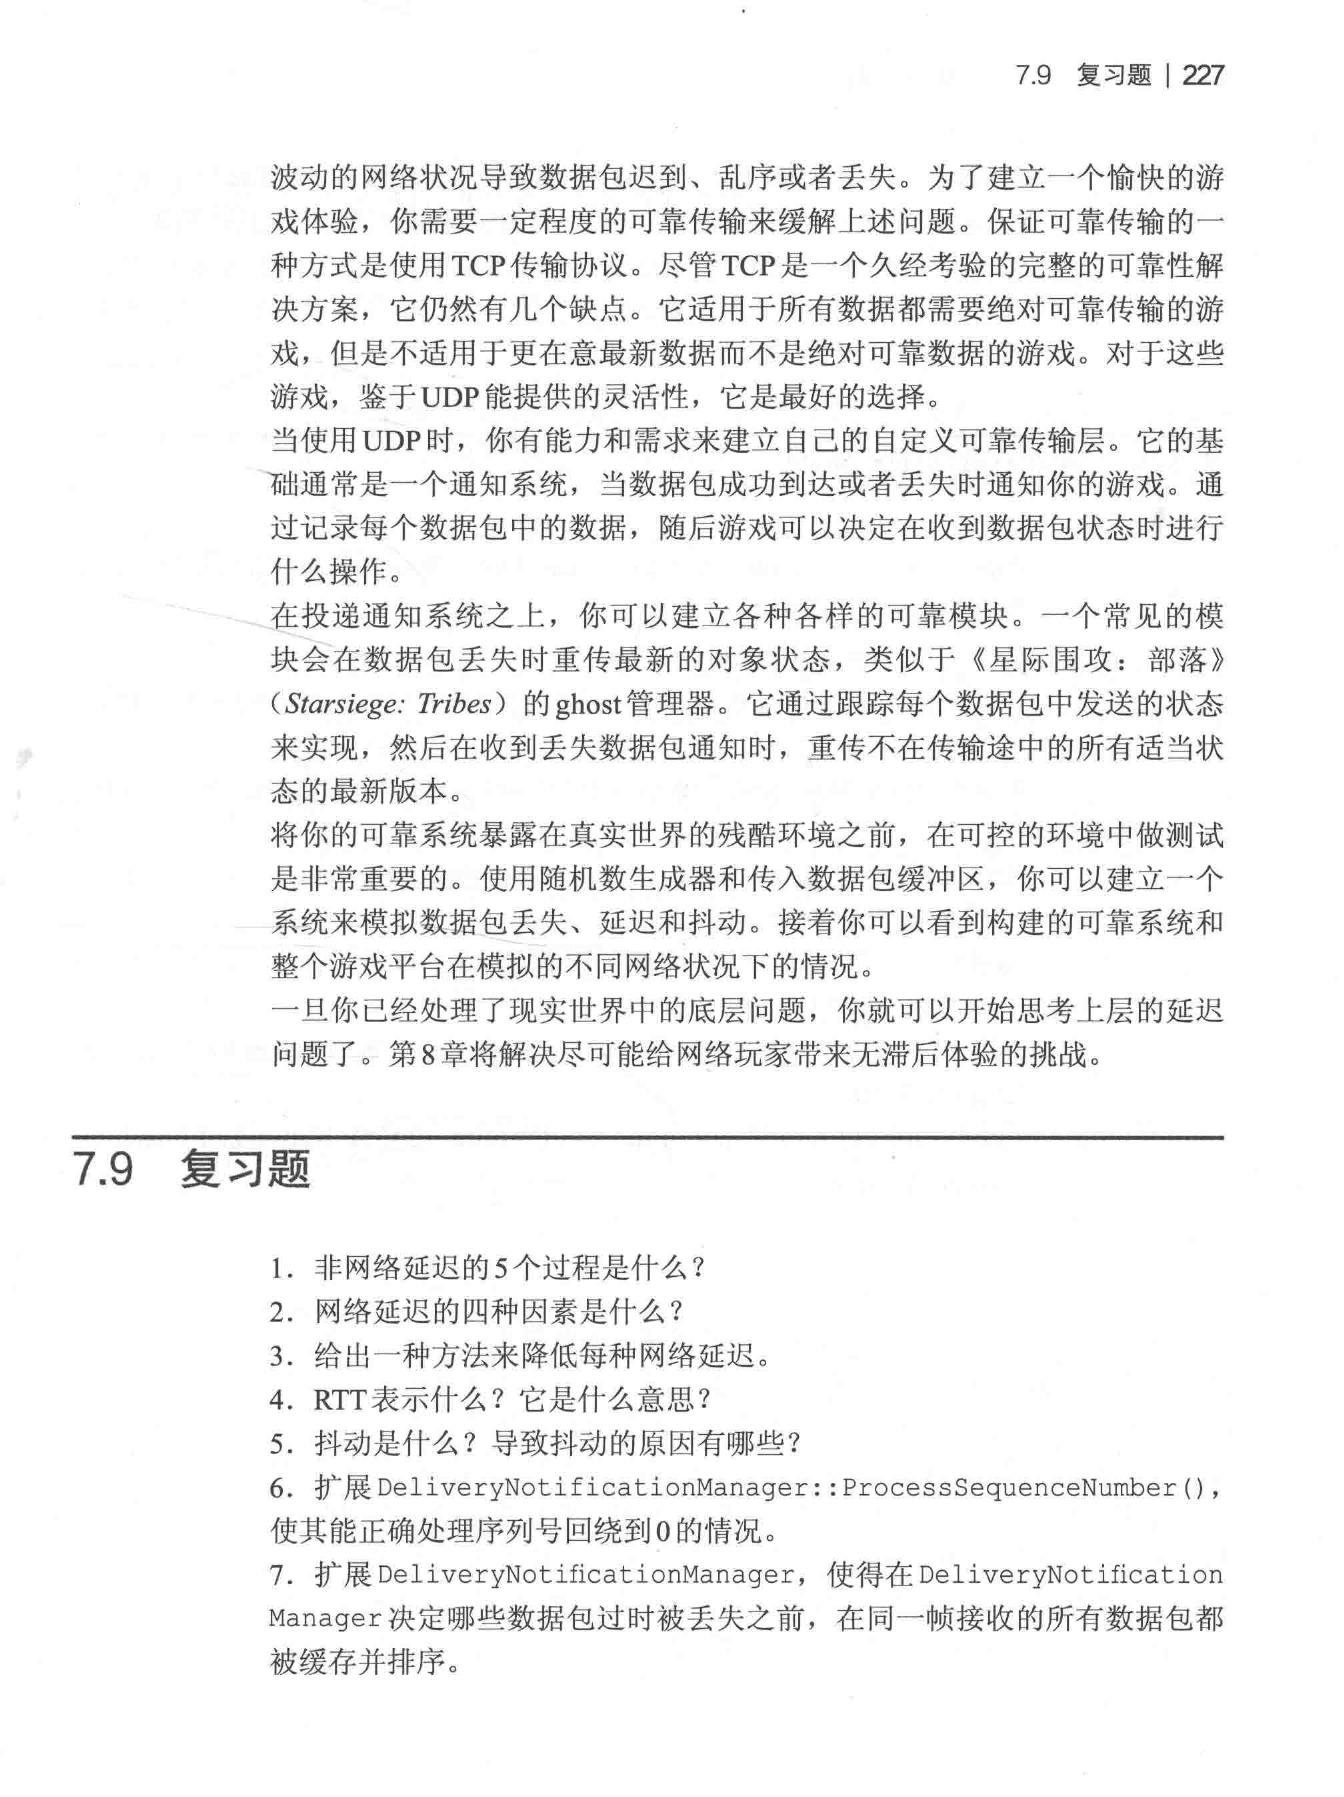 7.9 复习题 | 227
波动的网络状况导致数据包迟到、乱序或者丢失。为了建立一个愉快的游
戏体验，你需要一定程度的可靠传输来缓解上述问题。保证可靠传输的一
种方式是使用TCP传输协议。尽管TCP是一个久经考验的完整的可靠性解
决方案，它仍然有几个缺点。它适用于所有数据都需要绝对可靠传输的游
戏，但是不适用于更在意最新数据而不是绝对可靠数据的游戏。对于这些
游戏，鉴于UDP能提供的灵活性，它是最好的选择。
当使用UDP时，你有能力和需求来建立自己的自定义可靠传输层。它的基
础通常是一个通知系统，当数据包成功到达或者丢失时通知你的游戏。通
过记录每个数据包中的数据，随后游戏可以决定在收到数据包状态时进行
什么操作。
在投递通知系统之上，你可以建立各种各样的可靠模块。一个常见的模
块会在数据包丢失时重传最新的对象状态，类似于《星际围攻：部落》
（Starsiege: Tribes）的ghost管理器。它通过跟踪每个数据包中发送的状态
来实现，然后在收到丢失数据包通知时，重传不在传输途中的所有适当状
态的最新版本。
将你的可靠系统暴露在真实世界的残酷环境之前，在可控的环境中做测试
是非常重要的。使用随机数生成器和传入数据包缓冲区，你可以建立一个
系统来模拟数据包丢失、延迟和抖动。接着你可以看到构建的可靠系统和
整个游戏平台在模拟的不同网络状况下的情况。
一旦你已经处理了现实世界中的底层问题，你就可以开始思考上层的延迟
问题了。第8章将解决尽可能给网络玩家带来无滞后体验的挑战。
7.9 复习题
1. 非网络延迟的5个过程是什么？
2. 网络延迟的四种因素是什么？
3. 给出一种方法来降低每种网络延迟。
4. RTT表示什么？它是什么意思？
5. 抖动是什么？导致抖动的原因有哪些？
6. 扩展DeliveryNotificationManager::ProcessSequenceNumber()，
使其能正确处理序列号回绕到0的情况。
7. 扩展DeliveryNotificationManager，使得在DeliveryNotification
Manager决定哪些数据包过时被丢失之前，在同一帧接收的所有数据包都
被缓存并排序。